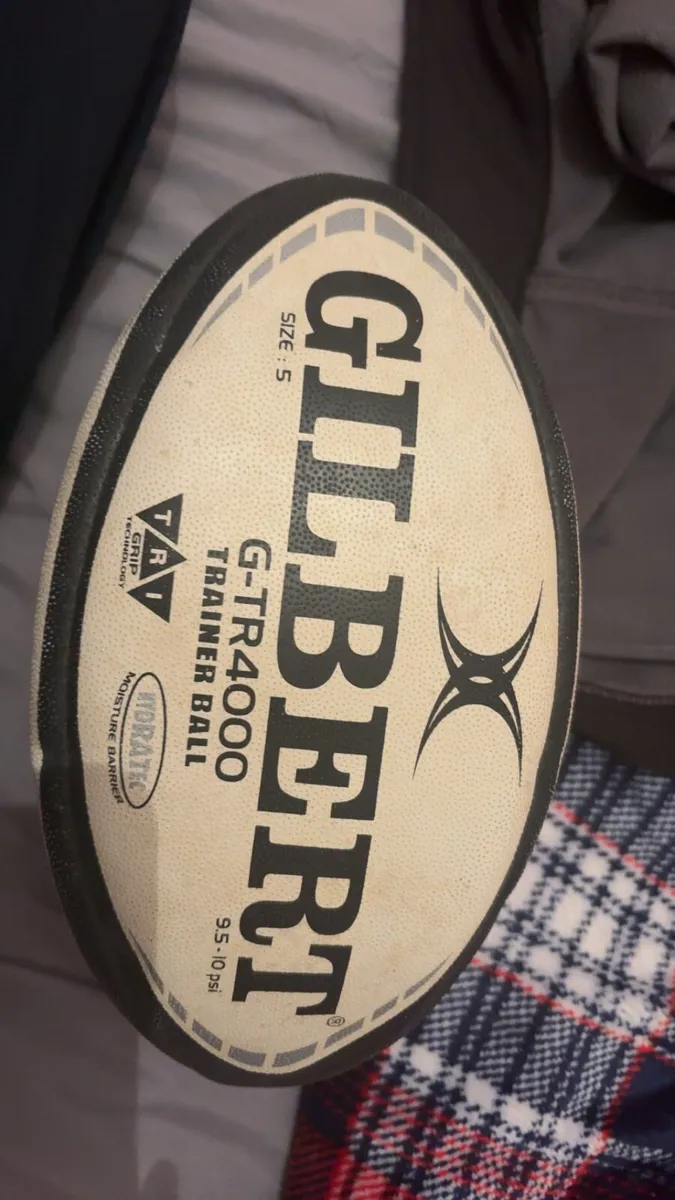 GILBERT®
SIZE : 5
9.5 - 10 psi
G-TR4000
TRAINER BALL
TRI
GRIP
TECHNOLOGY
HYDRATEC
MOISTURE BARRIER